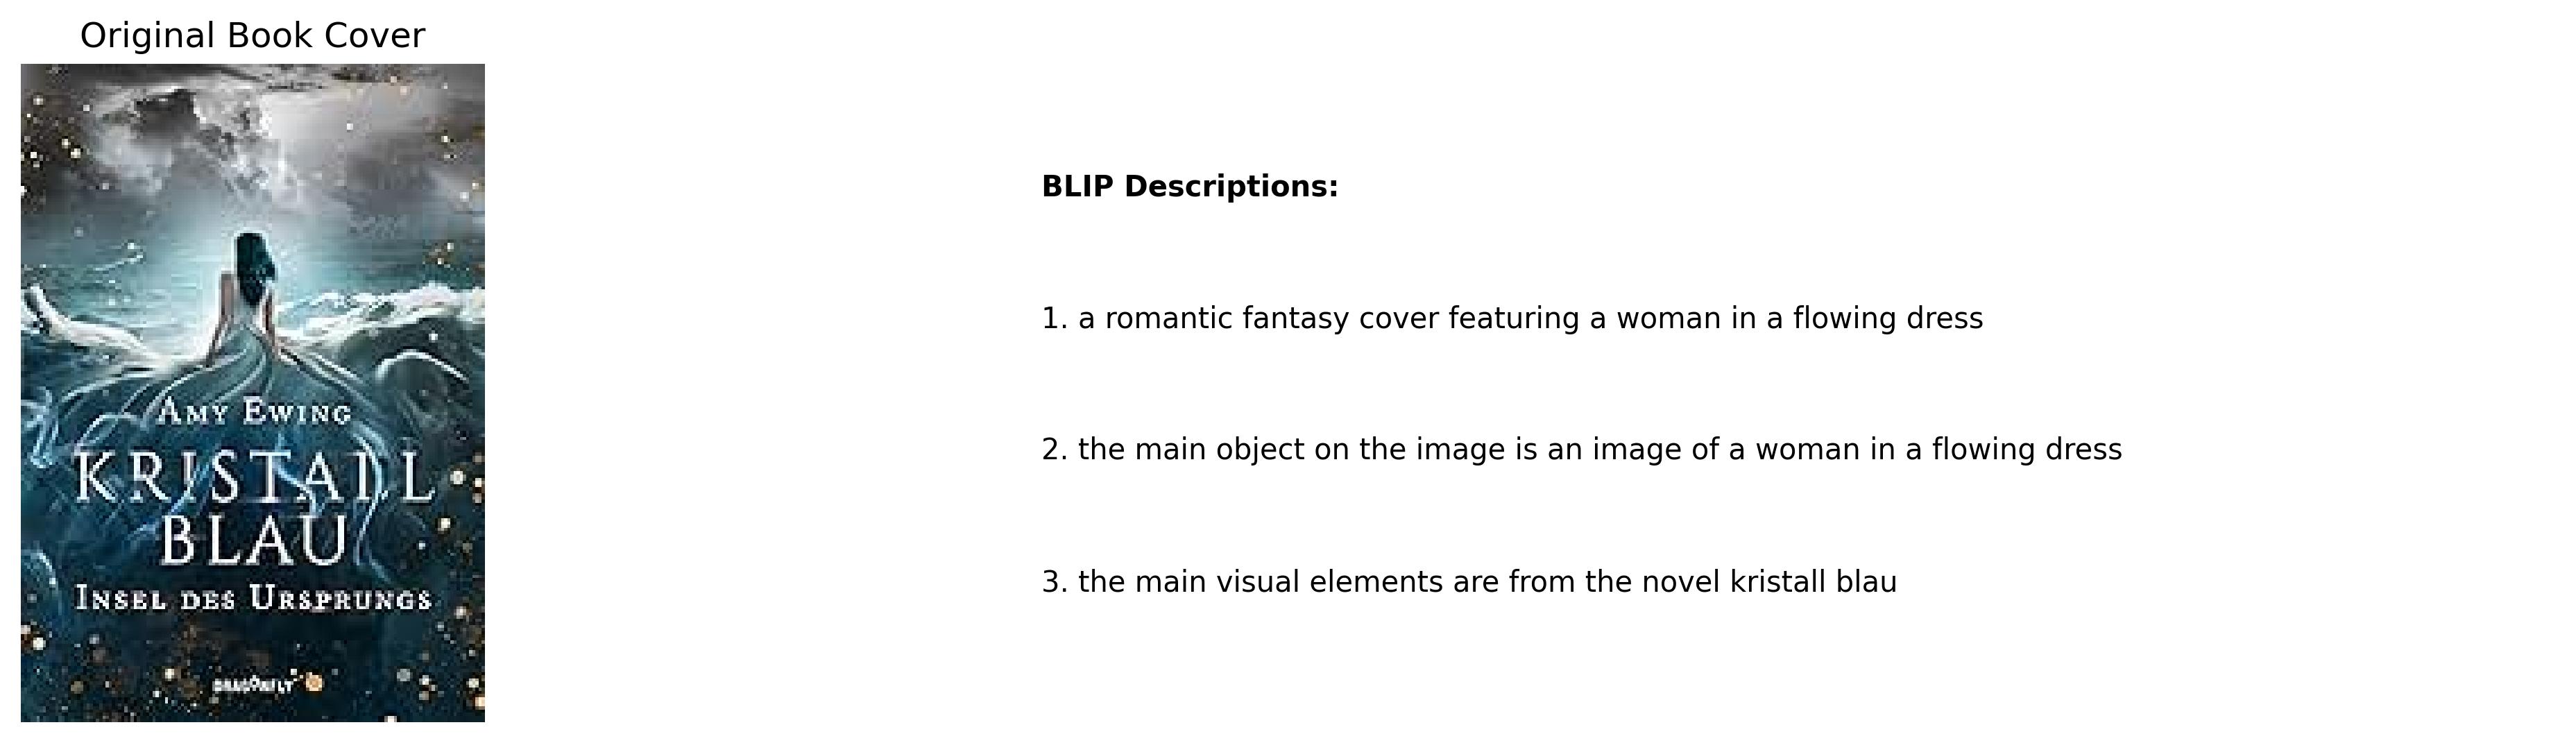 Original Book Cover
AMY EWING
KRISTALL
BLAU
INSEL DES URSPRUNGS
DRAGONFLY
BLIP Descriptions:
1. a romantic fantasy cover featuring a woman in a flowing dress
2. the main object on the image is an image of a woman in a flowing dress
3. the main visual elements are from the novel kristall blau